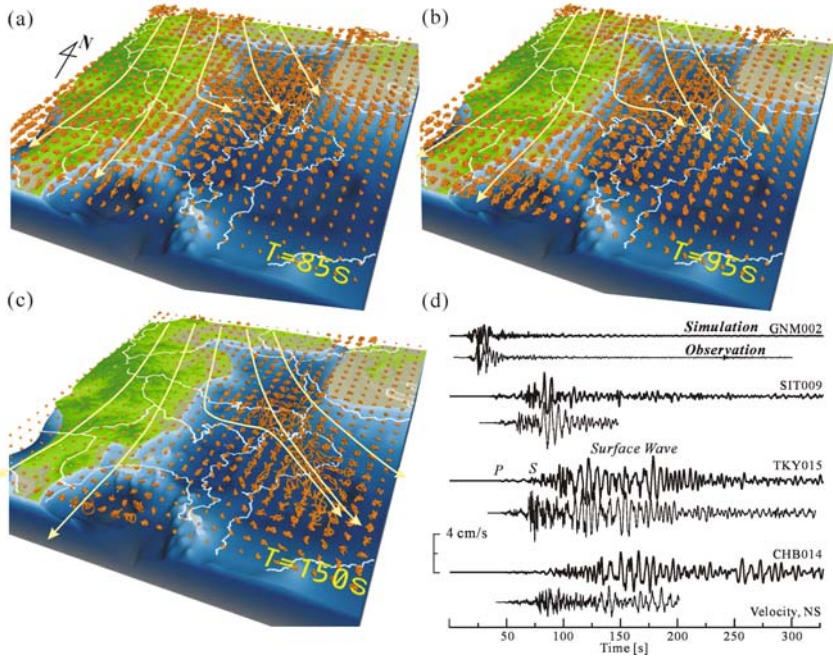 (a)
N
T=85s
(b)
T=95s
(c)
T=150s
(d)
Simulation GNM002
Observation
SIT009
Surface Wave
P S TKY015
4 cm/s
CHB014
Velocity, NS
50 100 150 200 250 300
Time [s]